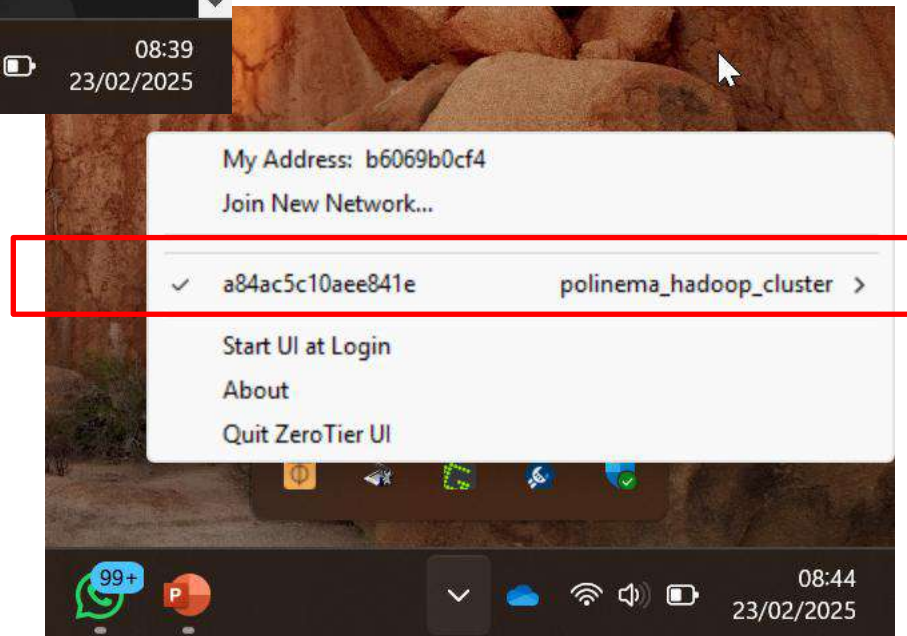 08:39
23/02/2025
My Address: b6069b0cf4
Join New Network...
a84ac5c10aee841e polinema_hadoop_cluster >
Start UI at Login
About
Quit ZeroTier UI
99+
P
08:44
23/02/2025